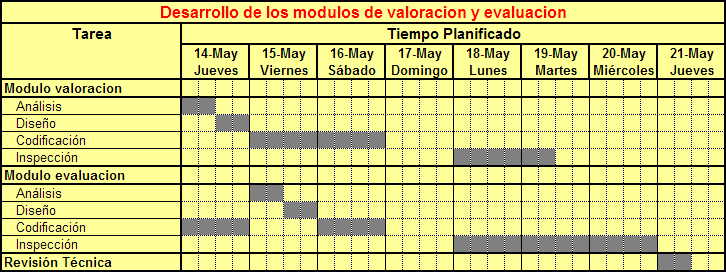 Desarrollo de los modulos de valoracion y evaluacion
Tarea
Tiempo Planificado
14-May 15-May 16-May 17-May 18-May 19-May 20-May 21-May
Jueves Viernes Sábado Domingo Lunes Martes Miércoles Jueves
Modulo valoracion
Análisis
Diseño
Codificación
Inspección
Modulo evaluacion
Análisis
Diseño
Codificación
Inspección
Revisión Técnica